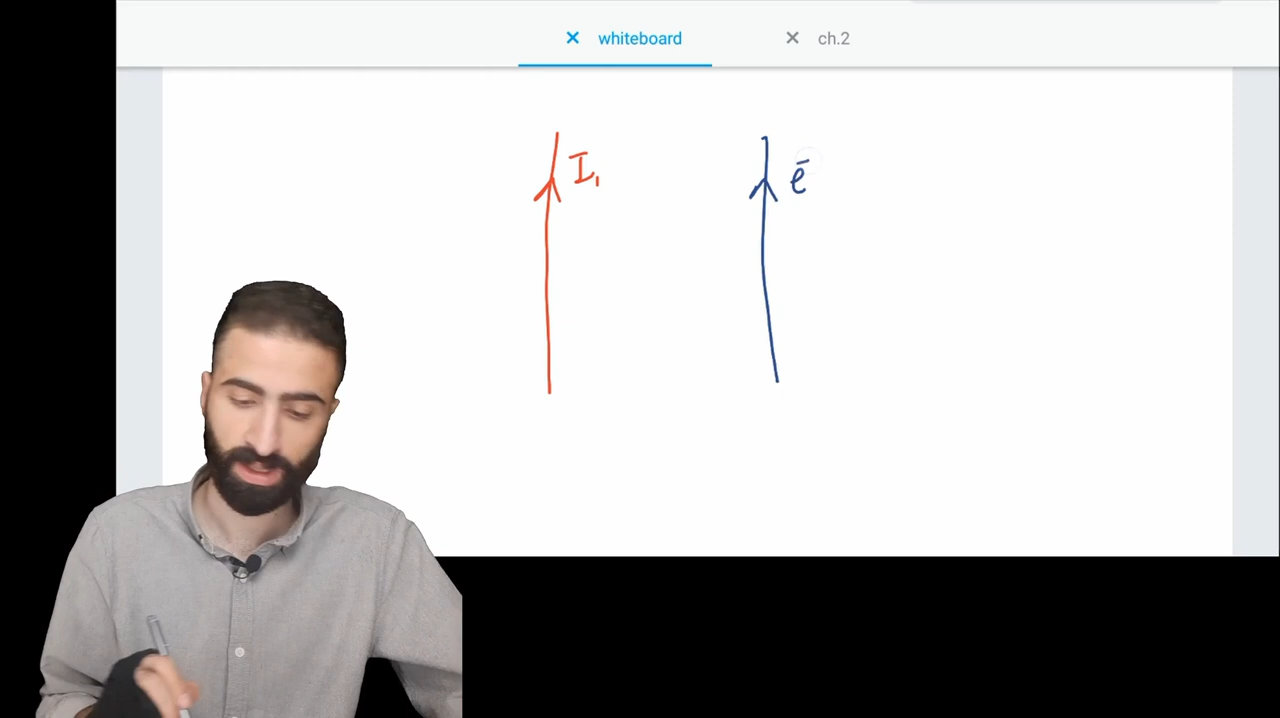 × whiteboard × ch.2
I₁
e⁻